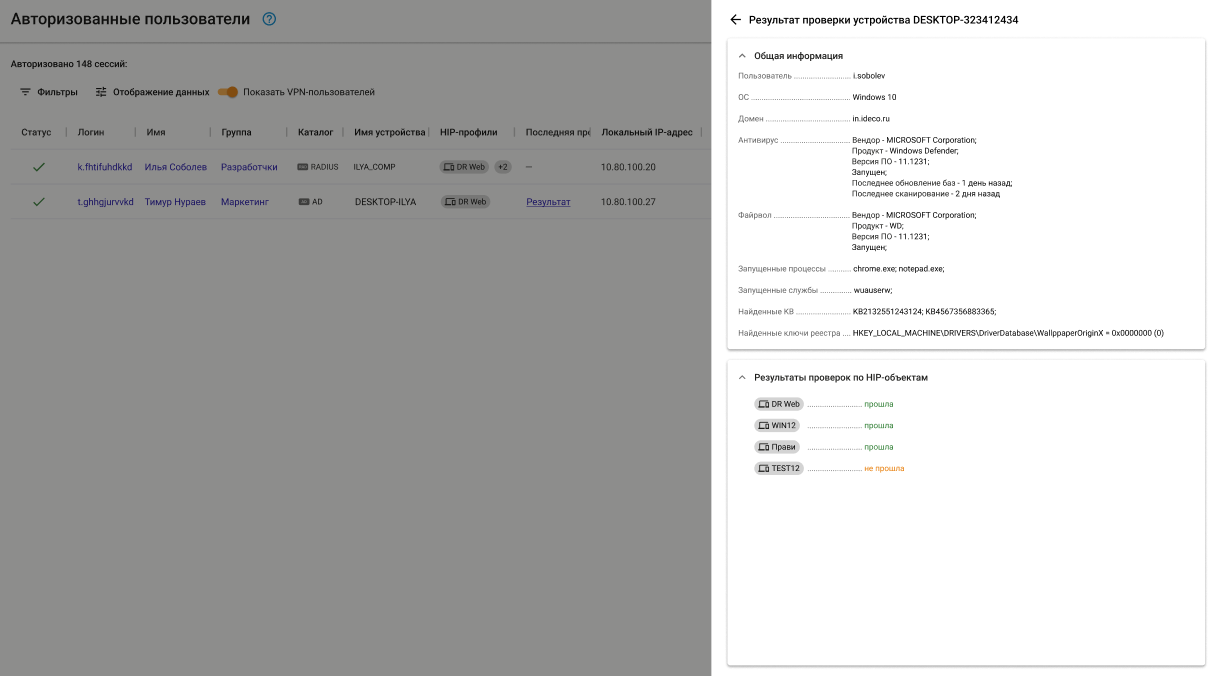 Авторизованные пользователи
Авторизовано 148 сессий:
Фильтры Отображение данных Показать VPN-пользователей
Статус Логин Имя Группа Каталог Имя устройства HIP-профили Последняя пре Локальный IP-адрес
k.fhtifuhdkkd Илья Соболев Разработчки RADIUS ILYA_COMP DR Web +2 — 10.80.100.20
t.ghhgjurvvkd Тимур Нураев Маркетинг AD DESKTOP-ILYA DR Web Результат 10.80.100.27
Результат проверки устройства DESKTOP-323412434
Общая информация
Пользователь i.sobolev
ОС Windows 10
Домен in.ideco.ru
Антивирус Вендор - MICROSOFT Corporation;
Продукт - Windows Defender;
Версия ПО - 11.1231;
Запущен;
Последнее обновление баз - 1 день назад;
Последнее сканирование - 2 дня назад
Файрвол Вендор - MICROSOFT Corporation;
Продукт - WD;
Версия ПО - 11.1231;
Запущен;
Запущенные процессы chrome.exe; notepad.exe;
Запущенные службы wuauserw;
Найденные КВ KB2132551243124; KB4567356883365;
Найденные ключи реестра HKEY_LOCAL_MACHINE\DRIVERS\DriverDatabase\WallppaperOriginX = 0x0000000 (0)
Результаты проверок по HIP-объектам
DR Web прошла
WIN12 прошла
Прави прошла
TEST12 не прошла